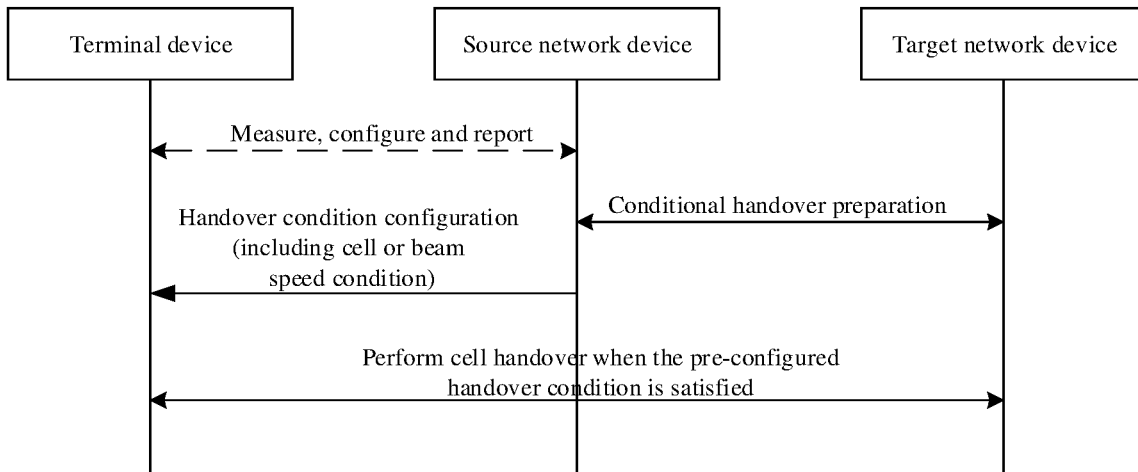 Terminal device
Source network device
Target network device
Measure, configure and report
Conditional handover preparation
Handover condition configuration
(including cell or beam
speed condition)
Perform cell handover when the pre-configured
handover condition is satisfied